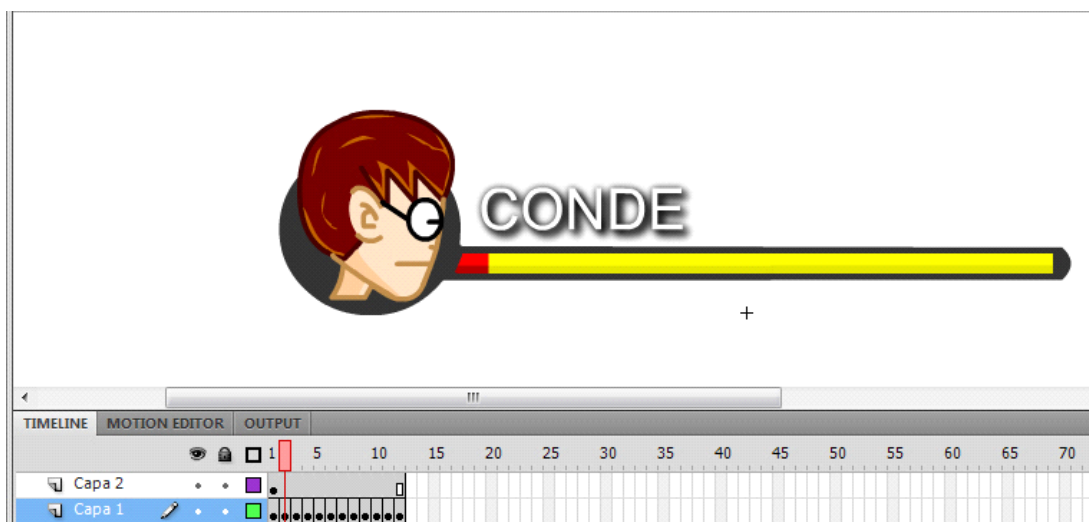 CONDE
TIMELINE MOTION EDITOR OUTPUT
1 5 10 15 20 25 30 35 40 45 50 55 60 65 70
Capa 2
Capa 1